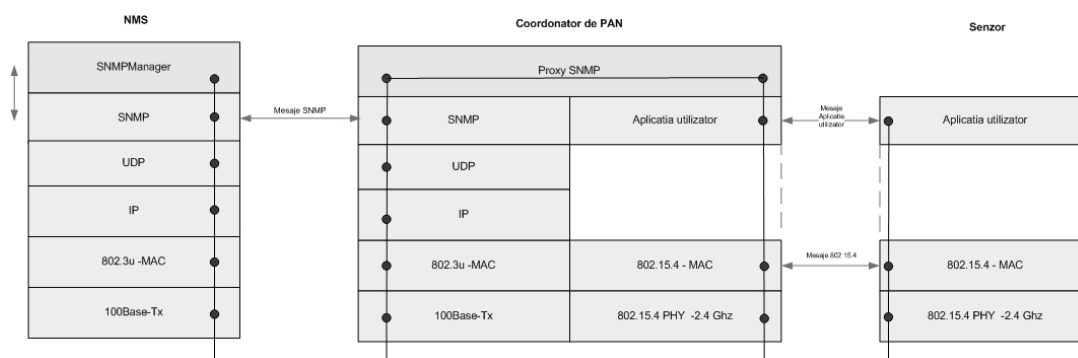 NMS
Coordonator de PAN
Senzor
SNMPManager
Proxy SNMP
Mesaje SNMP
SNMP
SNMP
Aplicatia utilizator
Mesaje
Aplicatia
utilizator
Aplicatia utilizator
UDP
UDP
IP
IP
802.3u -MAC
802.3u -MAC
802.15.4 - MAC
Mesaje 802 15.4
802.15.4 - MAC
100Base-Tx
100Base-Tx
802.15.4 PHY -2.4 Ghz
802.15.4 PHY -2.4 Ghz